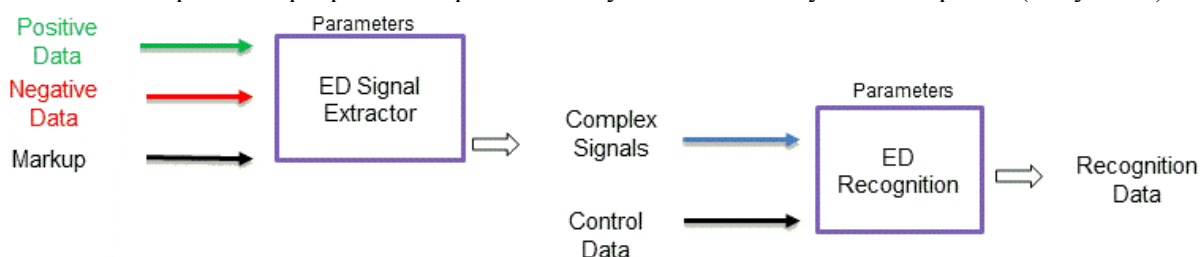 Positive
Data
Negative
Data
Markup
Parameters
ED Signal
Extractor
Complex
Signals
Control
Data
Parameters
ED
Recognition
Recognition
Data